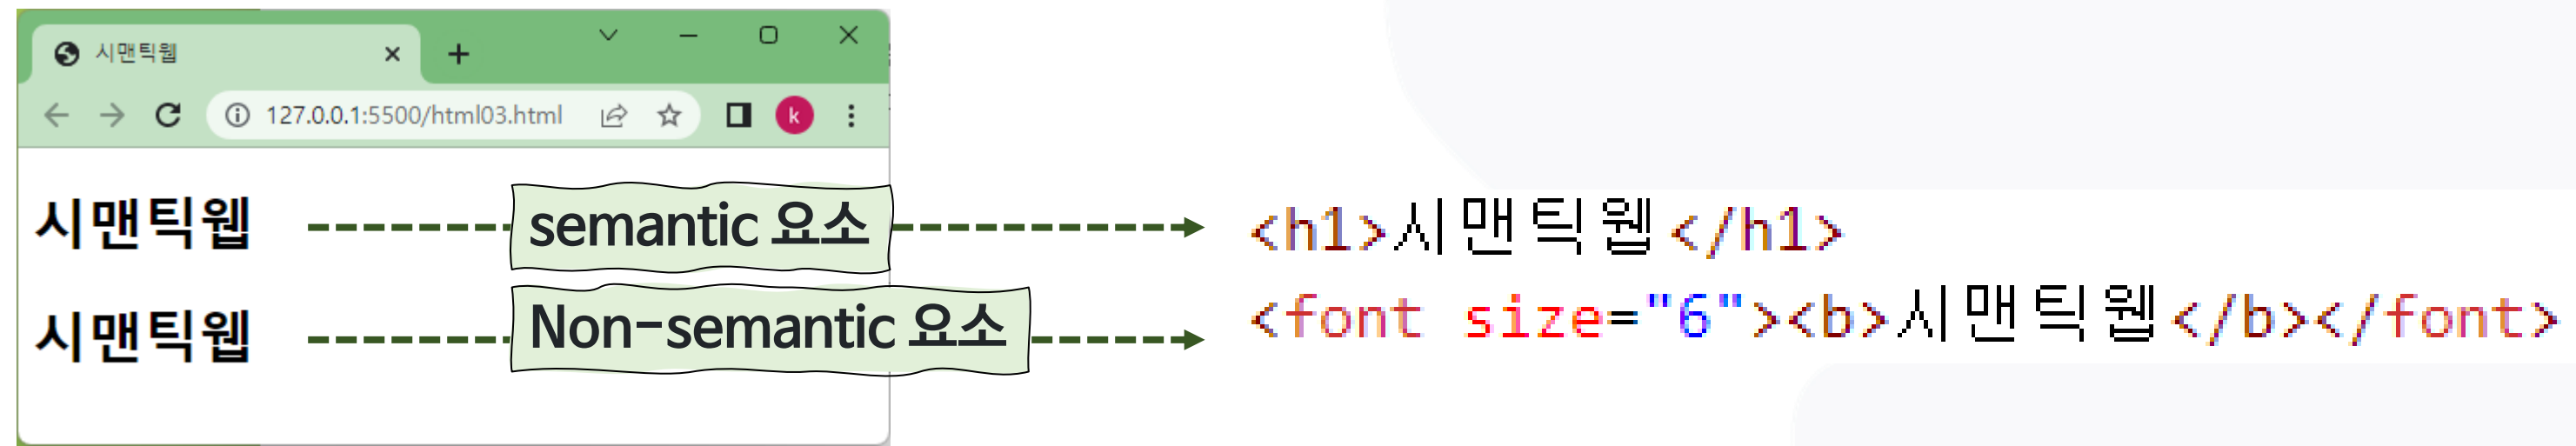 시맨틱웹
127.0.0.1:5500/html03.html
k
시맨틱웹
semantic 요소
<h1>시맨틱웹</h1>
시맨틱웹
Non-semantic 요소
<font size="6"><b>시맨틱웹</b></font>